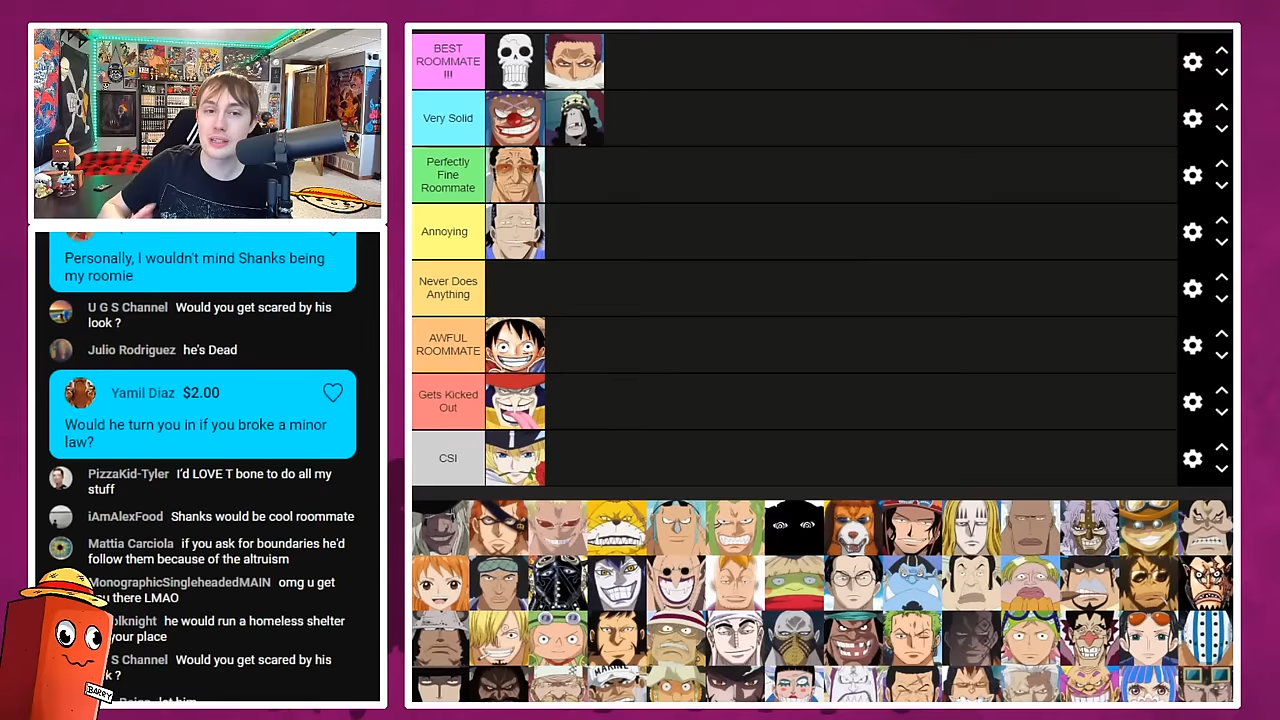 BEST
ROOMMATE
!!!
Very Solid
Perfectly
Fine
Roommate
Annoying
Never Does
Anything
AWFUL
ROOMMATE
Gets Kicked
Out
CSI
Personally, I wouldn't mind Shanks being
my roomie
U G S Channel Would you get scared by his
look ?
Julio Rodriguez he's Dead
Yamil Diaz $2.00
Would he turn you in if you broke a minor
law?
PizzaKid-Tyler I'd LOVE T bone to do all my
stuff
iAmAlexFood Shanks would be cool roommate
Mattia Carciola if you ask for boundaries he'd
follow them because of the altruism
MonographicSingleheadedMAIN omg u get
there LMAO
he would run a homeless shelter
your place
S Channel Would you get scared by his
k ?
let him
BARRY